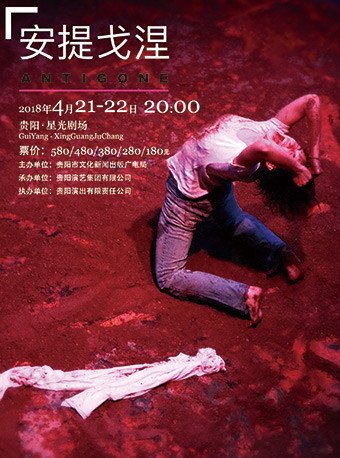 安提戈涅
ANTIGONE
2018年4月21-22日 20:00
贵阳·星光剧场
GuiYang·XingGuangJuChang
票价：580/480/380/280/180元
主办单位：贵阳市文化新闻出版广电局
承办单位：贵阳演艺集团有限公司
执办单位：贵阳演出有限责任公司